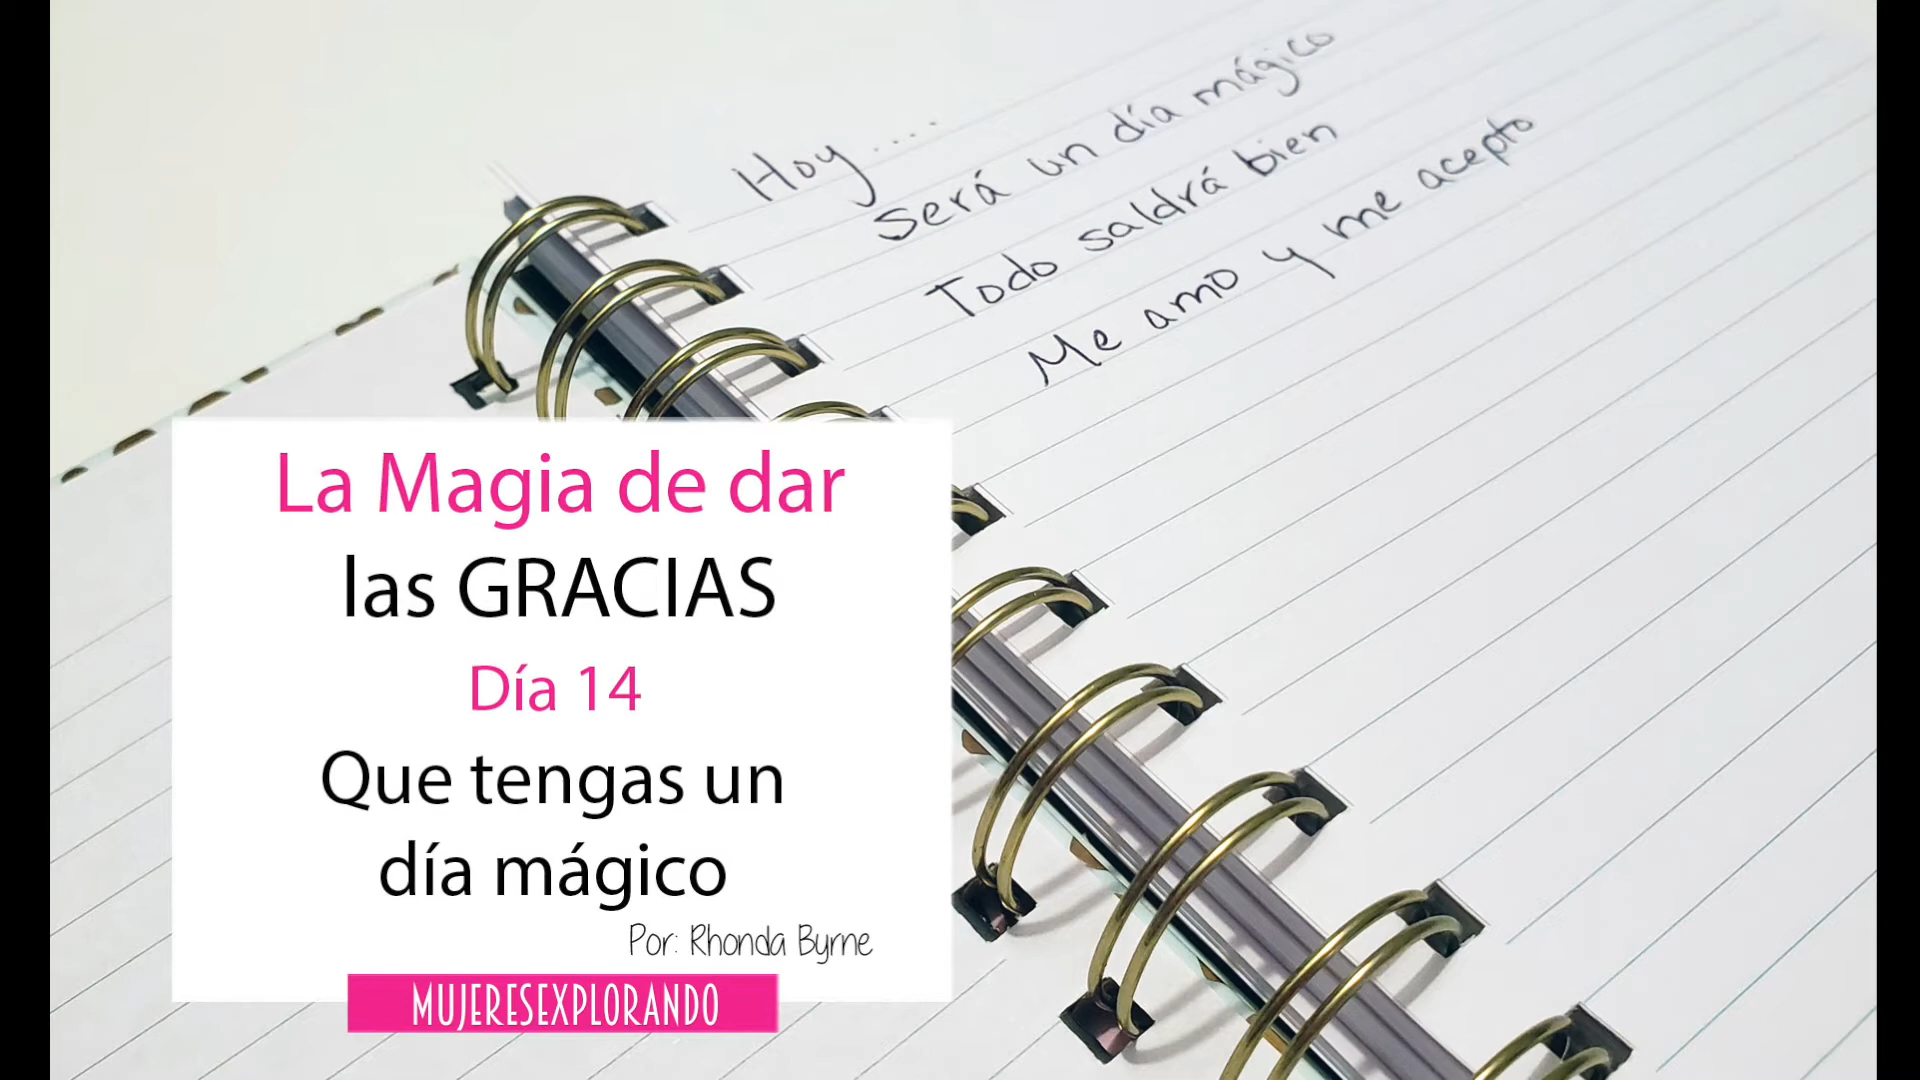 Hoy ....
Será un día mágico
Todo saldrá bien
Me amo y me acepto
La Magia de dar
las GRACIAS
Día 14
Que tengas un
día mágico
Por: Rhonda Byrne
MUJERESEXPLORANDO